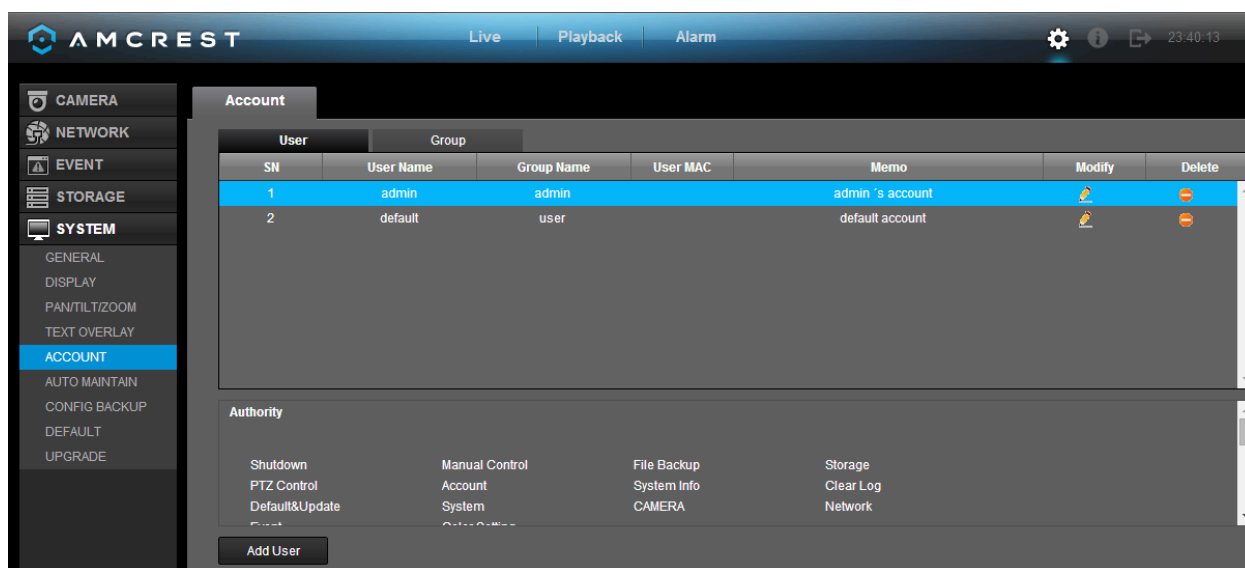 AMCREST Live Playback Alarm 23:40:13
CAMERA
NETWORK
EVENT
STORAGE
SYSTEM
GENERAL
DISPLAY
PAN/TILT/ZOOM
TEXT OVERLAY
ACCOUNT
AUTO MAINTAIN
CONFIG BACKUP
DEFAULT
UPGRADE
Account
User Group
SN User Name Group Name User MAC Memo Modify Delete
1 admin admin admin 's account
2 default user default account
Authority
Shutdown Manual Control File Backup Storage
PTZ Control Account System Info Clear Log
Default&Update System CAMERA Network
Event Color Setting
Add User